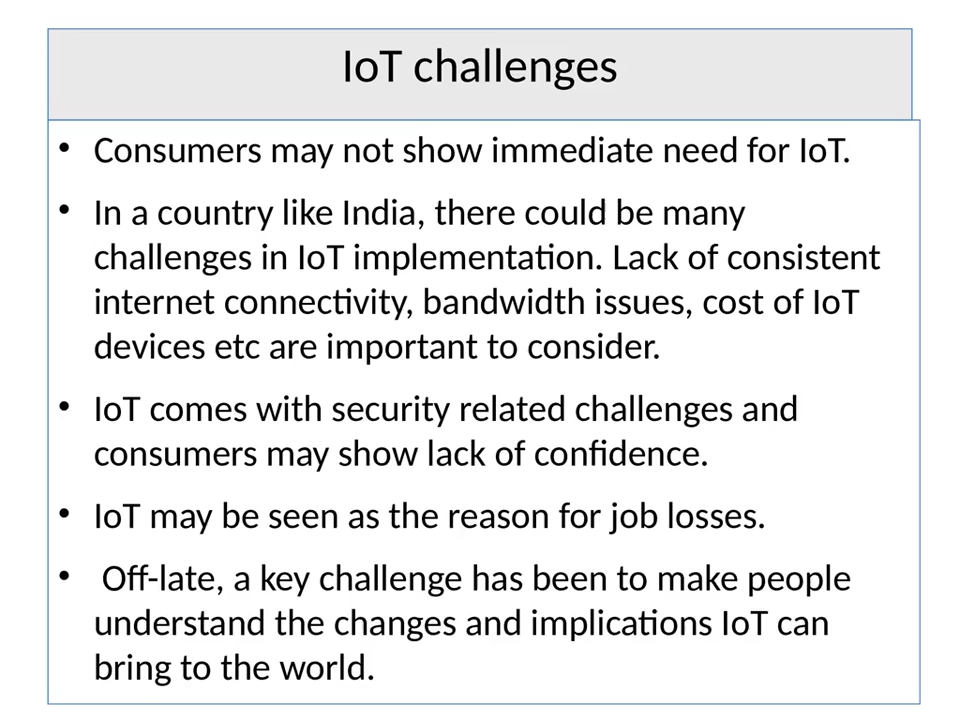 IoT challenges
• Consumers may not show immediate need for IoT.
• In a country like India, there could be many
challenges in IoT implementation. Lack of consistent
internet connectivity, bandwidth issues, cost of IoT
devices etc are important to consider.
• IoT comes with security related challenges and
consumers may show lack of confidence.
• IoT may be seen as the reason for job losses.
• Off-late, a key challenge has been to make people
understand the changes and implications IoT can
bring to the world.